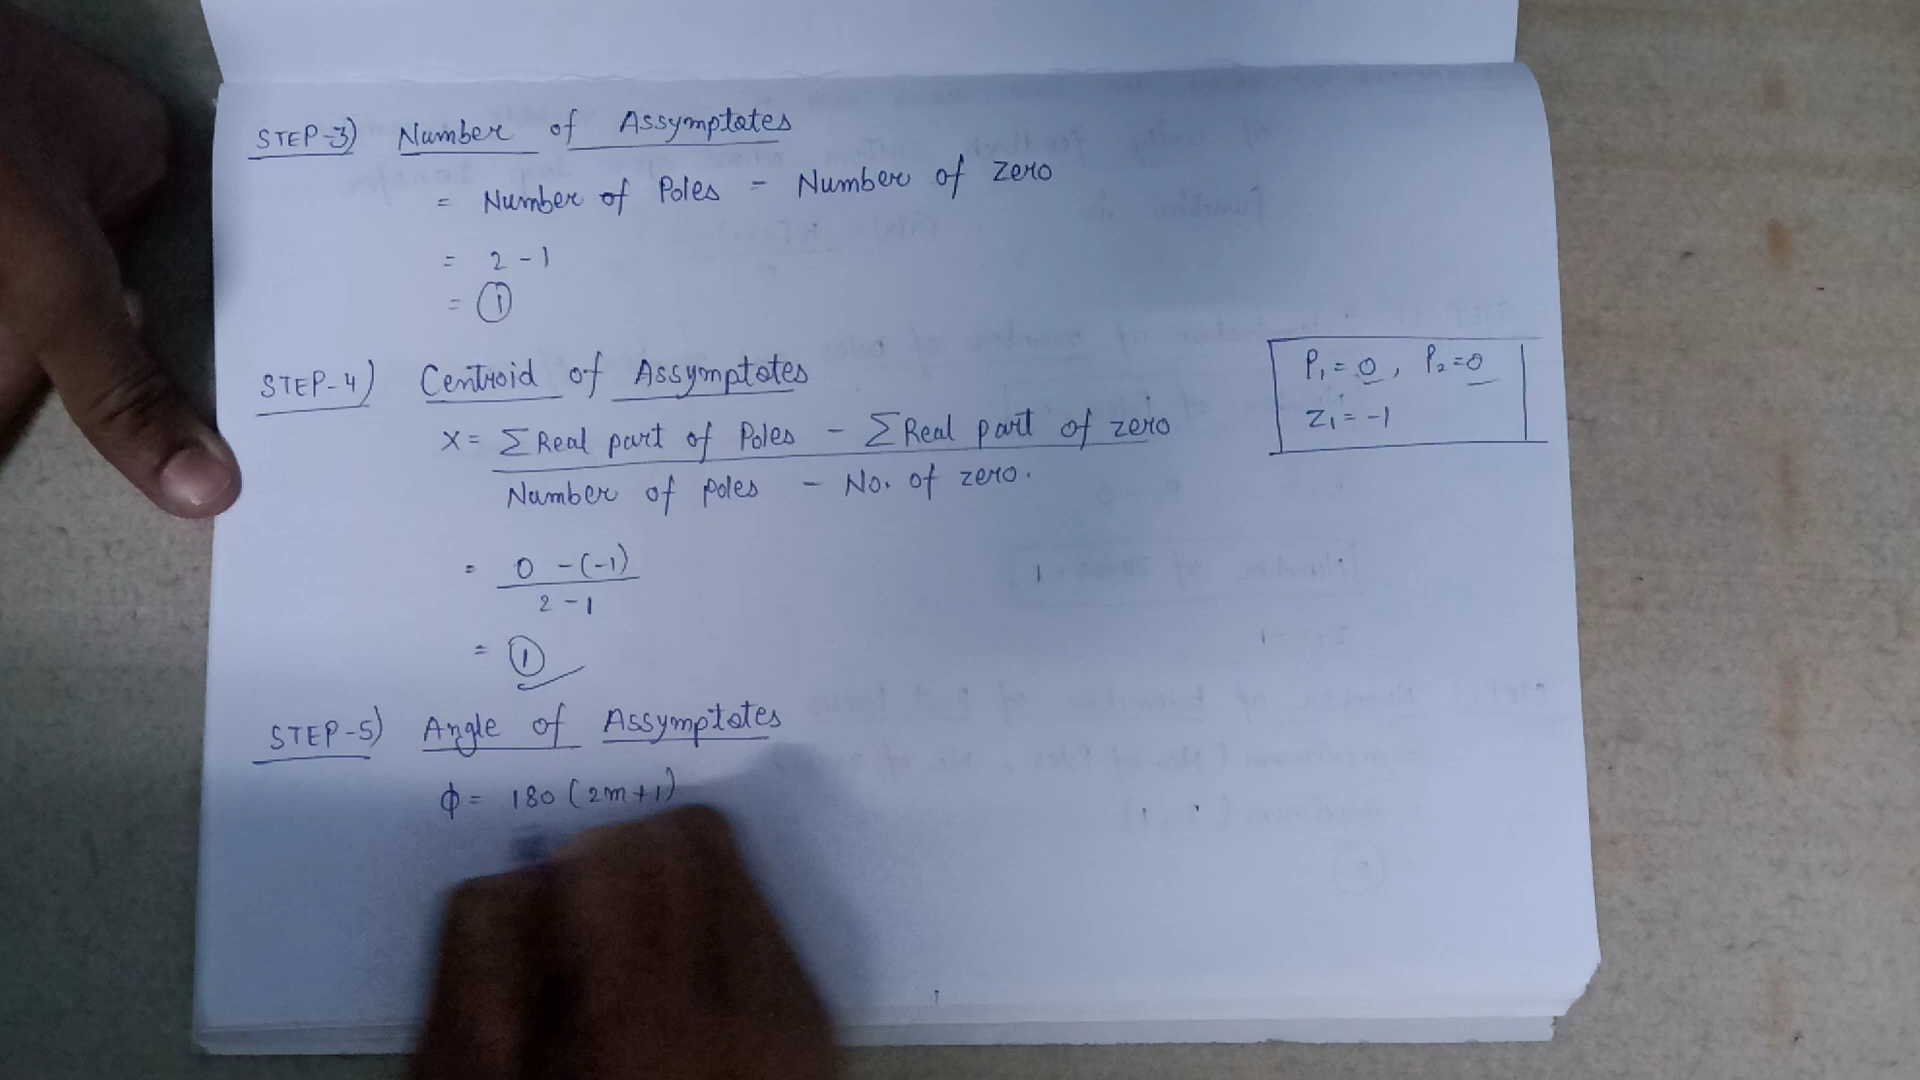 STEP-3) Number of Assymptotes
= Number of Poles - Number of zero
= 2 - 1
= 1
STEP-4) Centroid of Assymptotes
X = Σ Real part of Poles - Σ Real part of zero
Number of poles - No. of zero.
= 0 - (-1)
2 - 1
= 1
P₁ = 0, P₂ = 0
Z₁ = -1
STEP-5) Angle of Assymptotes
ϕ = 180 (2m+1)